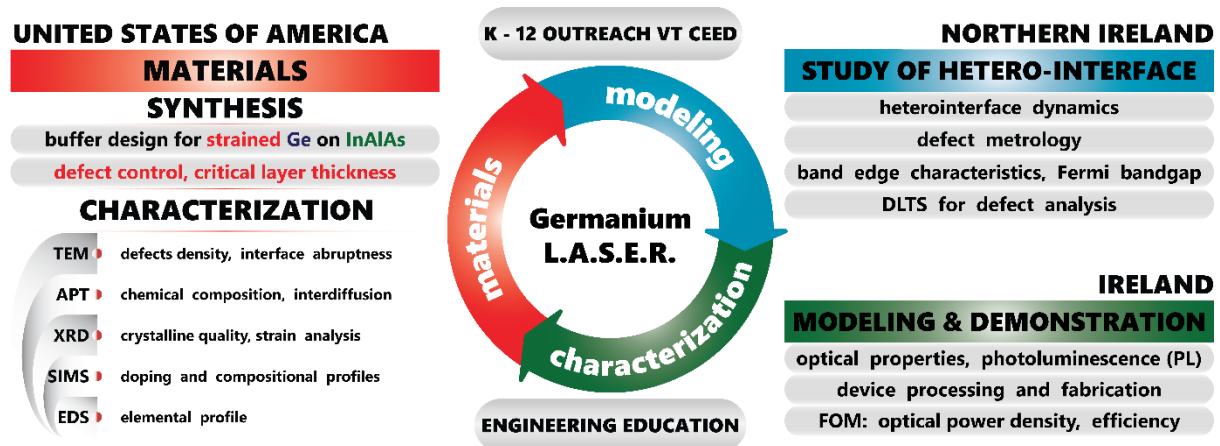 UNITED STATES OF AMERICA
MATERIALS
SYNTHESIS
buffer design for strained Ge on InAlAs
defect control, critical layer thickness
CHARACTERIZATION
TEM defects density, interface abruptness
APT chemical composition, interdiffusion
XRD crystalline quality, strain analysis
SIMS doping and compositional profiles
EDS elemental profile
K - 12 OUTREACH VT CEED
modeling
materials
Germanium
L.A.S.E.R.
characterization
ENGINEERING EDUCATION
NORTHERN IRELAND
STUDY OF HETERO-INTERFACE
heterointerface dynamics
defect metrology
band edge characteristics, Fermi bandgap
DLTS for defect analysis
IRELAND
MODELING & DEMONSTRATION
optical properties, photoluminescence (PL)
device processing and fabrication
FOM: optical power density, efficiency